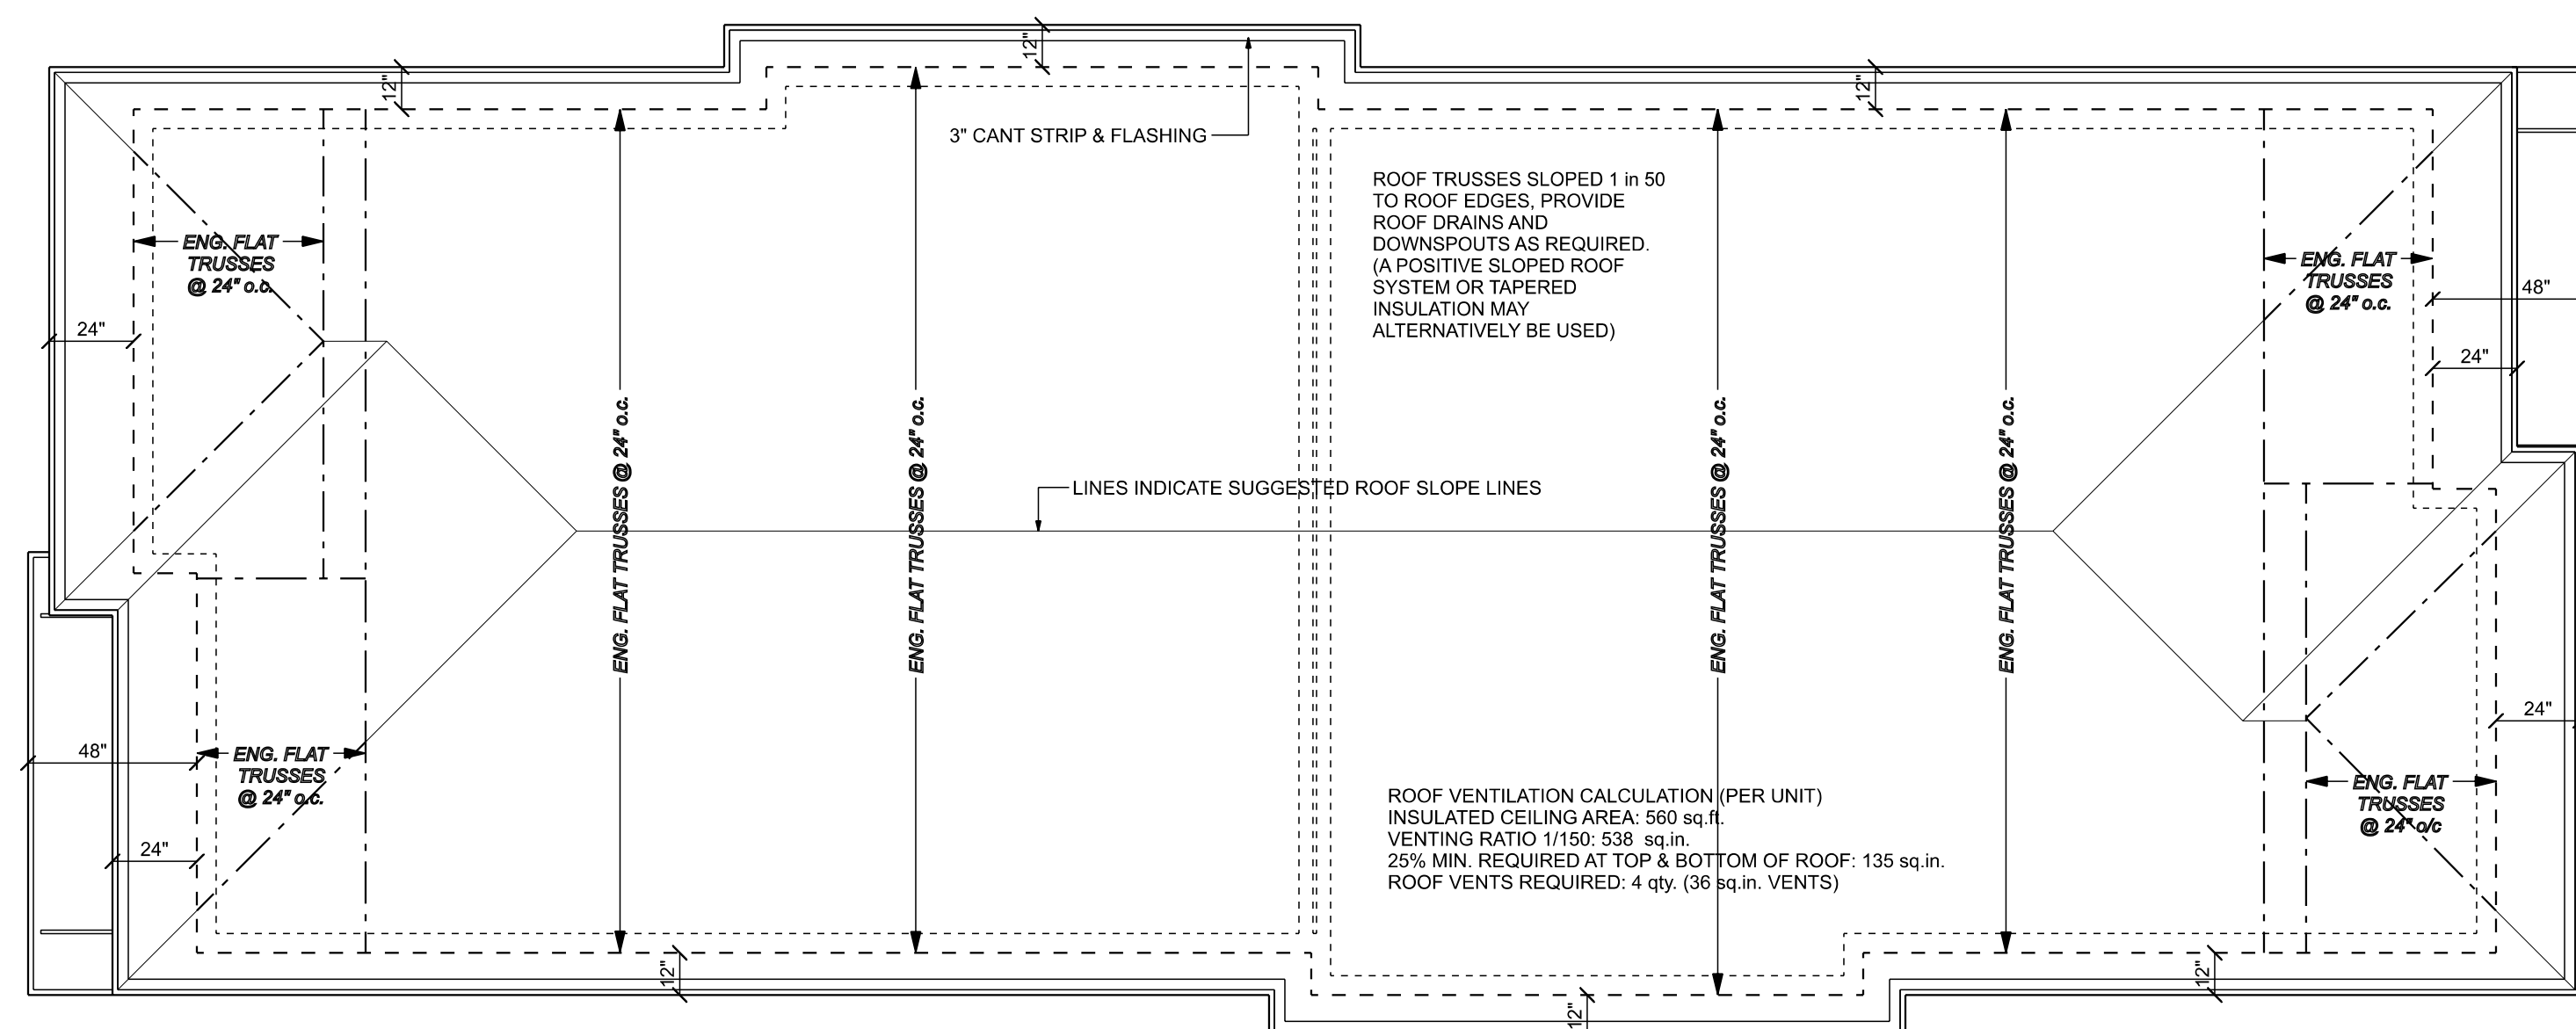 12"
12"
12"
3" CANT STRIP & FLASHING
ROOF TRUSSES SLOPED 1 in 50
TO ROOF EDGES, PROVIDE
ROOF DRAINS AND
DOWNSPOUTS AS REQUIRED.
(A POSITIVE SLOPED ROOF
SYSTEM OR TAPERED
INSULATION MAY
ALTERNATIVELY BE USED)
ENG. FLAT
TRUSSES
@ 24" o.c.
ENG. FLAT
TRUSSES
@ 24" o.c.
48"
24"
24"
ENG. FLAT TRUSSES @ 24" o.c.
ENG. FLAT TRUSSES @ 24" o.c.
ENG. FLAT TRUSSES @ 24" o.c.
ENG. FLAT TRUSSES @ 24" o.c.
LINES INDICATE SUGGESTED ROOF SLOPE LINES
24"
48"
ENG. FLAT
TRUSSES
@ 24" o.c.
ENG. FLAT
TRUSSES
@ 24" o/c
ROOF VENTILATION CALCULATION (PER UNIT)
INSULATED CEILING AREA: 560 sq.ft.
VENTING RATIO 1/150: 538 sq.in.
25% MIN. REQUIRED AT TOP & BOTTOM OF ROOF: 135 sq.in.
ROOF VENTS REQUIRED: 4 qty. (36 sq.in. VENTS)
24"
12"
12"
12"